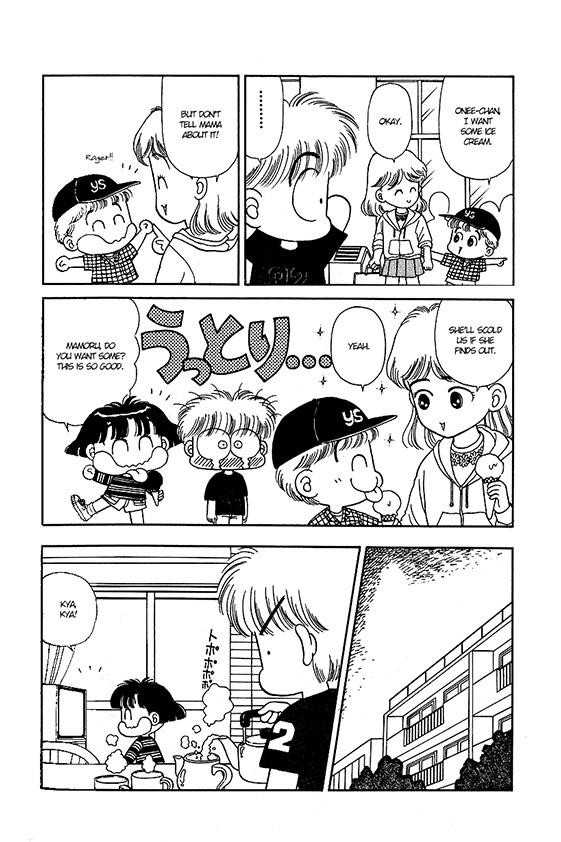 ONEE-CHAN,
I WANT
SOME ICE
CREAM.
OKAY.
........
BUT DON'T
TELL MAMA
ABOUT IT!
Roger!!
YS
YS
SHE'LL SCOLD
US IF SHE
FINDS OUT.
YEAH.
YS
うっとり...
MAMORU, DO
YOU WANT SOME?
THIS IS SO GOOD.
トポポポポ
2
KYA,
KYA!